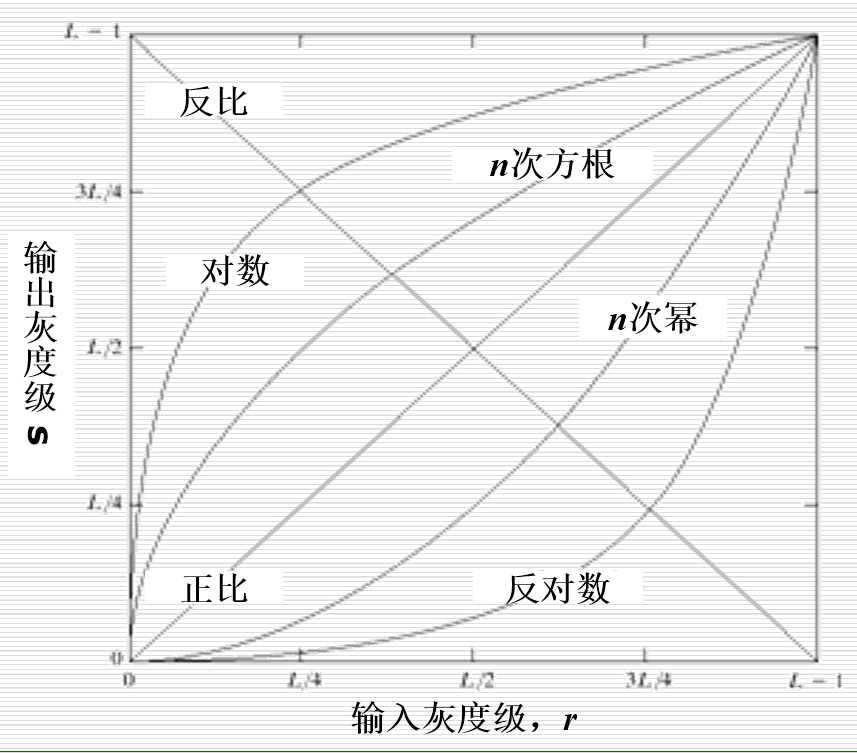 L − 1
反比
n次方根
3L/4
对数
输出灰度级 s
n次幂
L/2
L/4
正比
反对数
0
0 L/4 L/2 3L/4 L − 1
输入灰度级，r